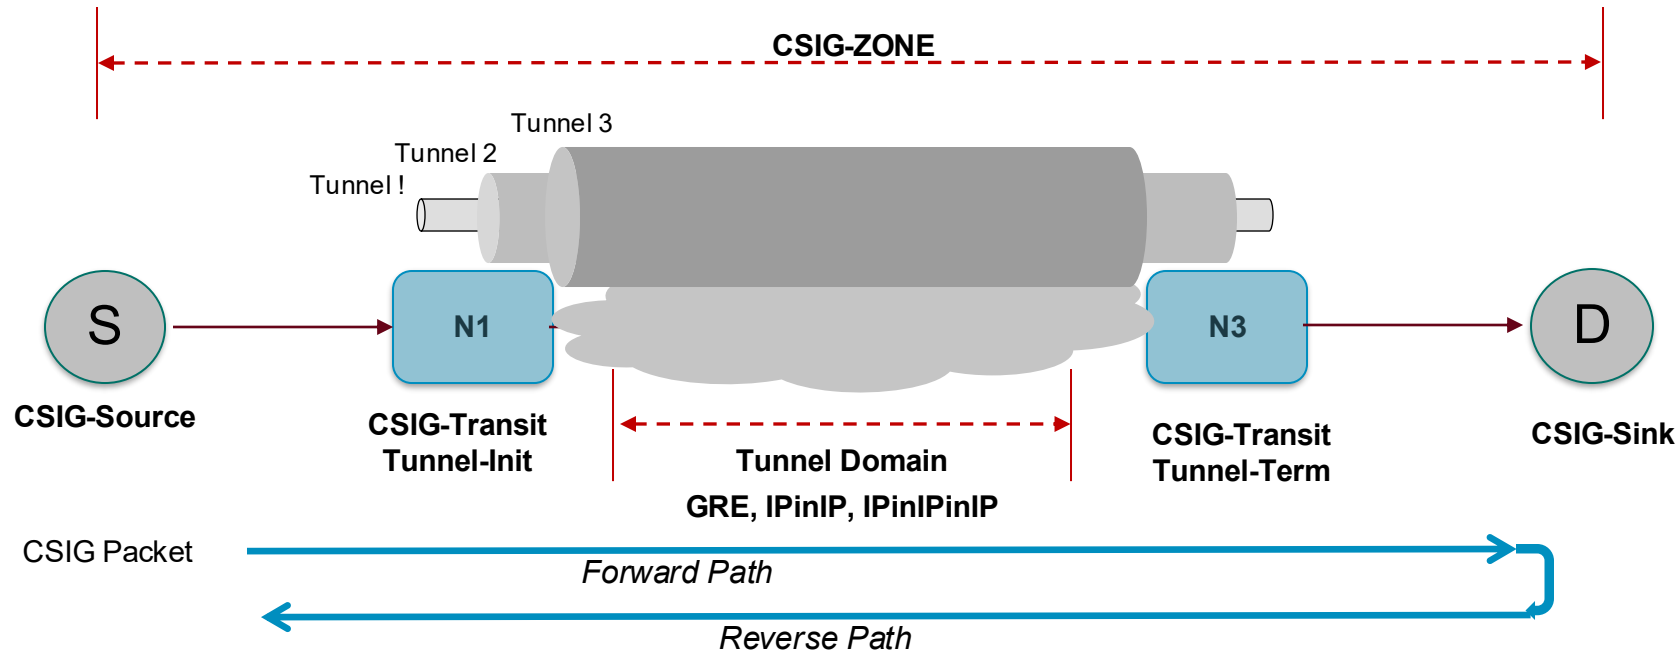 CSIG-ZONE
Tunnel 3
Tunnel 2
Tunnel !
S
N1
N3
D
CSIG-Source
CSIG-Transit
Tunnel-Init
CSIG-Transit
Tunnel-Term
CSIG-Sink
Tunnel Domain
GRE, IPinIP, IPinIPinIP
CSIG Packet
Forward Path
Reverse Path